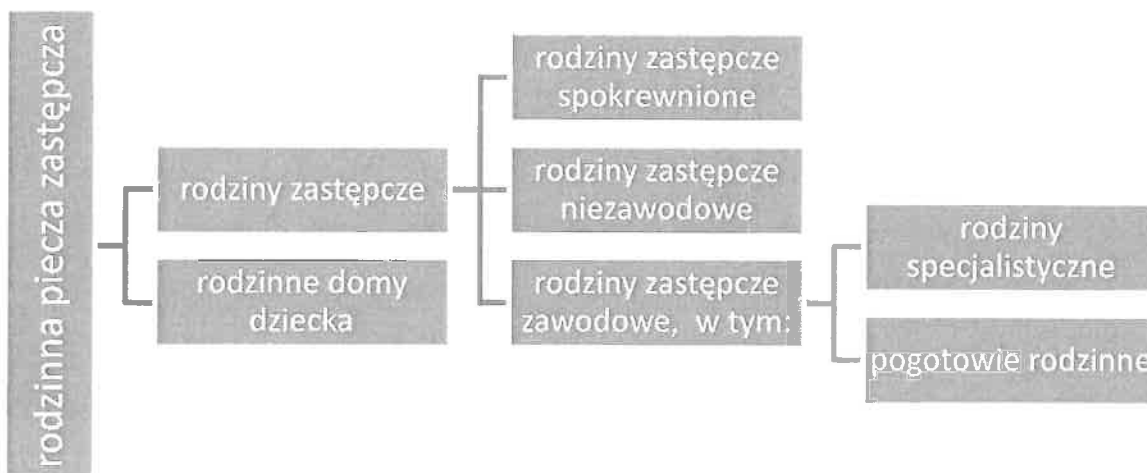 rodzinna piecza zastępcza
rodziny zastępcze
rodzinne domy
dziecka
rodziny zastępcze
spokrewnione
rodziny zastępcze
niezawodowe
rodziny zastępcze
zawodowe, w tym:
rodziny
specjalistyczne
pogotowie rodzinne